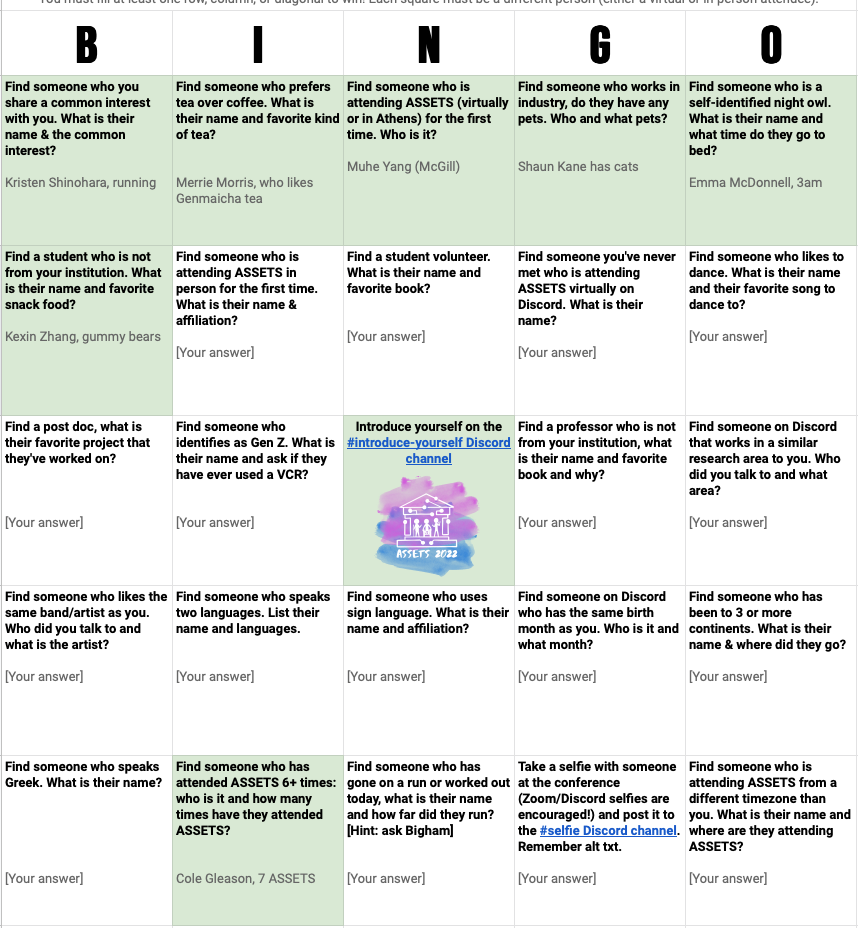 You must fill at least one row, column, or diagonal to win! Each square must be a different person (either a virtual or in person attendee).
B I N G O
Find someone who you
share a common interest
with you. What is their
name & the common
interest?
Kristen Shinohara, running
Find someone who prefers
tea over coffee. What is
their name and favorite kind
of tea?
Merrie Morris, who likes
Genmaicha tea
Find someone who is
attending ASSETS (virtually
or in Athens) for the first
time. Who is it?
Muhe Yang (McGill)
Find someone who works in
industry, do they have any
pets. Who and what pets?
Shaun Kane has cats
Find someone who is a
self-identified night owl.
What is their name and
what time do they go to
bed?
Emma McDonnell, 3am
Find a student who is not
from your institution. What
is their name and favorite
snack food?
Kexin Zhang, gummy bears
Find someone who is
attending ASSETS in
person for the first time.
What is their name &
affiliation?
[Your answer]
Find a student volunteer.
What is their name and
favorite book?
[Your answer]
Find someone you've never
met who is attending
ASSETS virtually on
Discord. What is their
name?
[Your answer]
Find someone who likes to
dance. What is their name
and their favorite song to
dance to?
[Your answer]
Find a post doc, what is
their favorite project that
they've worked on?
[Your answer]
Find someone who
identifies as Gen Z. What is
their name and ask if they
have ever used a VCR?
[Your answer]
Introduce yourself on the
#introduce-yourself Discord
channel
ASSETS 2022
Find a professor who is not
from your institution, what
is their name and favorite
book and why?
[Your answer]
Find someone on Discord
that works in a similar
research area to you. Who
did you talk to and what
area?
[Your answer]
Find someone who likes the
same band/artist as you.
Who did you talk to and
what is the artist?
[Your answer]
Find someone who speaks
two languages. List their
name and languages.
[Your answer]
Find someone who uses
sign language. What is their
name and affiliation?
[Your answer]
Find someone on Discord
who has the same birth
month as you. Who is it and
what month?
[Your answer]
Find someone who has
been to 3 or more
continents. What is their
name & where did they go?
[Your answer]
Find someone who speaks
Greek. What is their name?
[Your answer]
Find someone who has
attended ASSETS 6+ times:
who is it and how many
times have they attended
ASSETS?
Cole Gleason, 7 ASSETS
Find someone who has
gone on a run or worked out
today, what is their name
and how far did they run?
[Hint: ask Bigham]
[Your answer]
Take a selfie with someone
at the conference
(Zoom/Discord selfies are
encouraged!) and post it to
the #selfie Discord channel.
Remember alt txt.
[Your answer]
Find someone who is
attending ASSETS from a
different timezone than
you. What is their name and
where are they attending
ASSETS?
[Your answer]